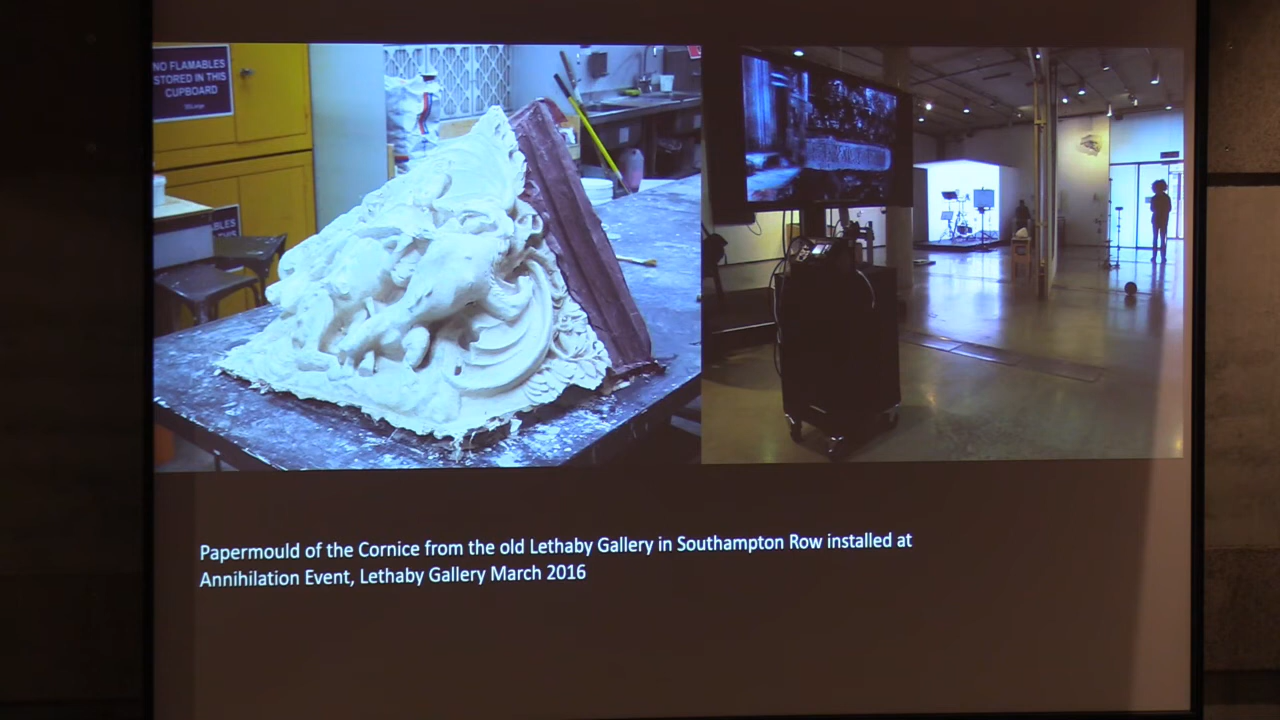 NO FLAMABLES
STORED IN THIS
CUPBOARD
Papermould of the Cornice from the old Lethaby Gallery in Southampton Row installed at
Annihilation Event, Lethaby Gallery March 2016